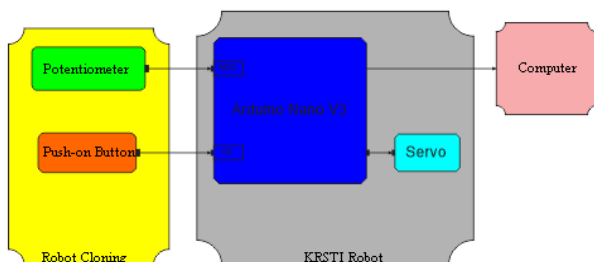 Potentiometer
Computer
Arduino Nano V3
Push-on Button
Servo
Robot Cloning
KRSTI Robot